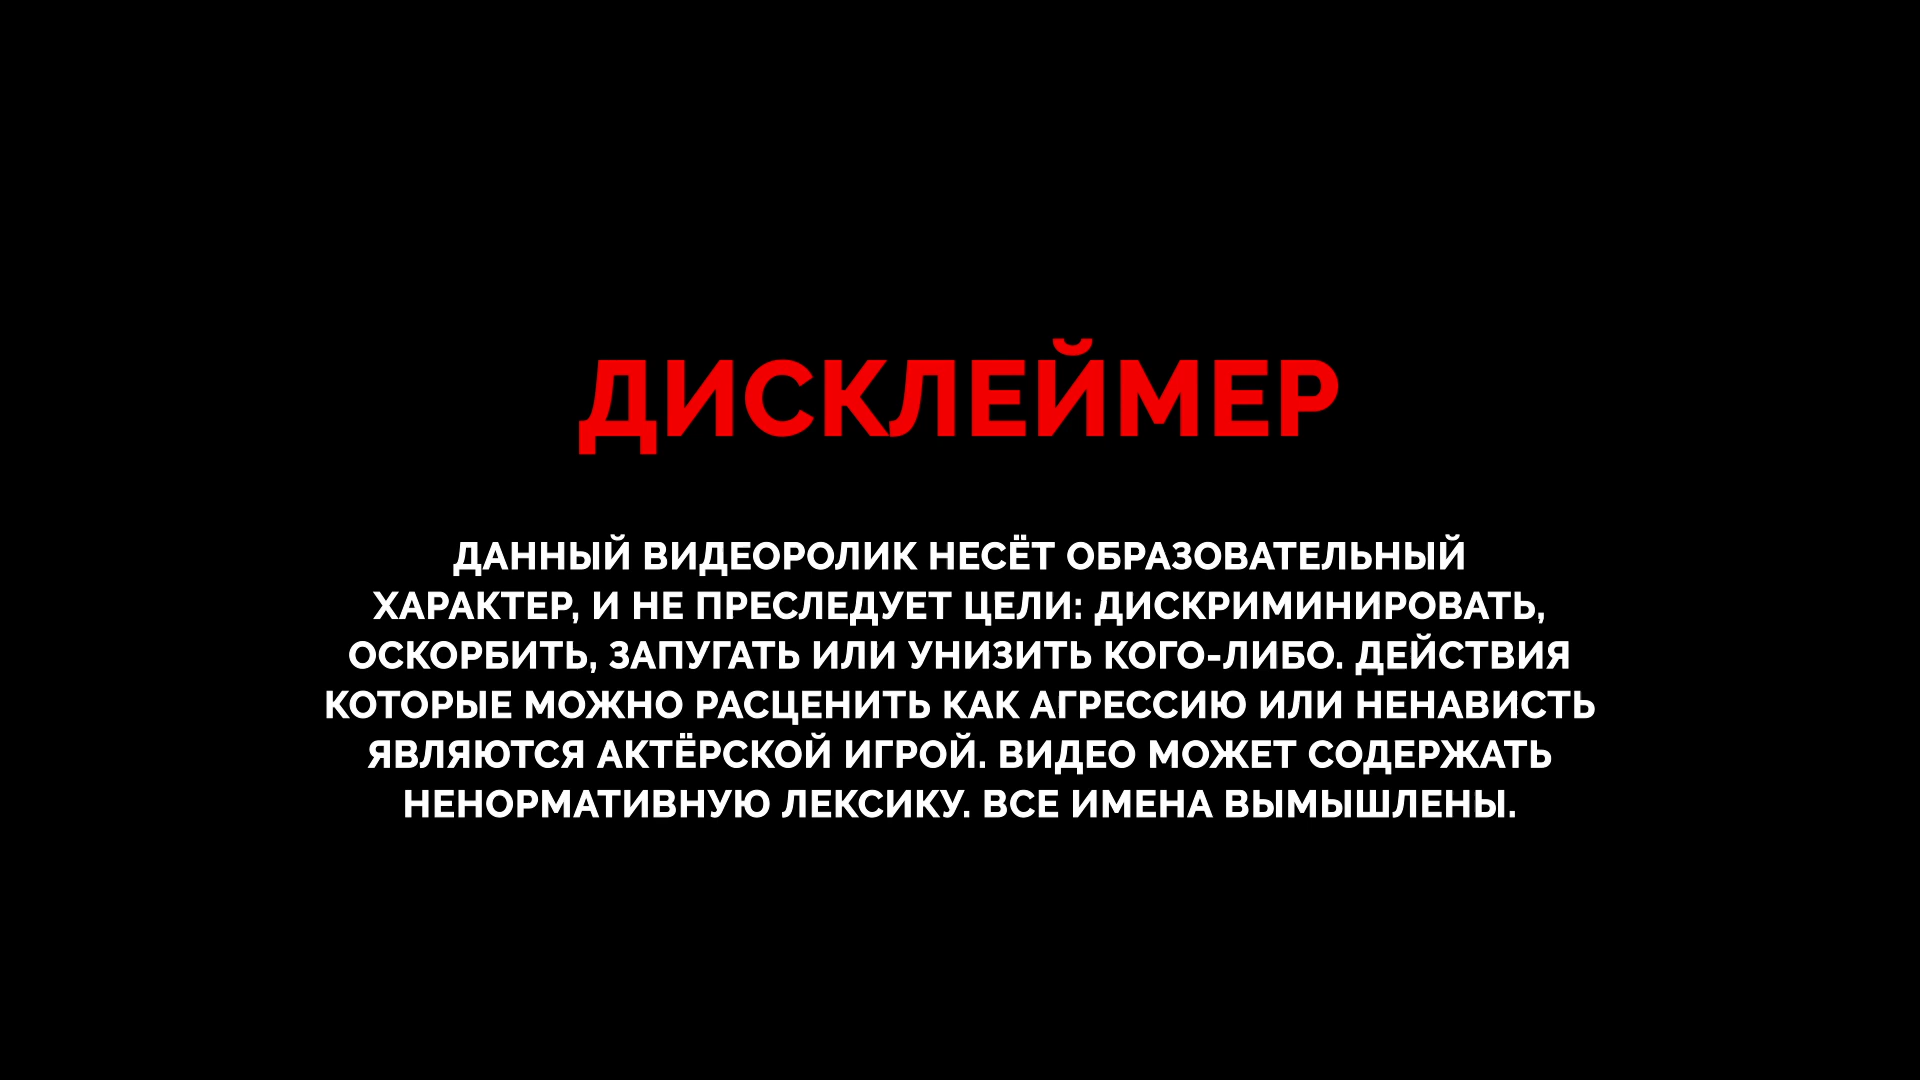 ДИСКЛЕЙМЕР
ДАННЫЙ ВИДЕОРОЛИК НЕСЁТ ОБРАЗОВАТЕЛЬНЫЙ
ХАРАКТЕР, И НЕ ПРЕСЛЕДУЕТ ЦЕЛИ: ДИСКРИМИНИРОВАТЬ,
ОСКОРБИТЬ, ЗАПУГАТЬ ИЛИ УНИЗИТЬ КОГО-ЛИБО. ДЕЙСТВИЯ
КОТОРЫЕ МОЖНО РАСЦЕНИТЬ КАК АГРЕССИЮ ИЛИ НЕНАВИСТЬ
ЯВЛЯЮТСЯ АКТЁРСКОЙ ИГРОЙ. ВИДЕО МОЖЕТ СОДЕРЖАТЬ
НЕНОРМАТИВНУЮ ЛЕКСИКУ. ВСЕ ИМЕНА ВЫМЫШЛЕНЫ.